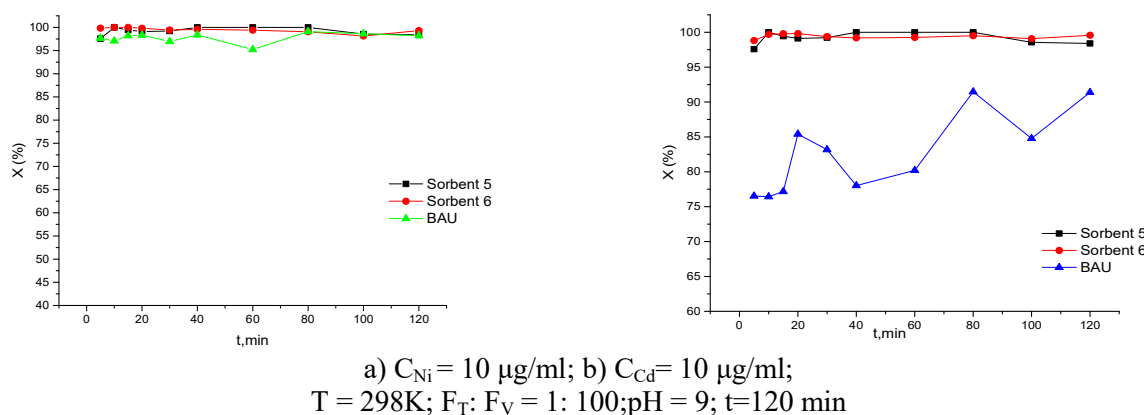 100
95
90
85
80
75
70
65
60
55
50
45
40
X (%)
Sorbent 5
Sorbent 6
BAU
0 20 40 60 80 100 120
t,min
100
95
90
85
80
75
70
65
60
X (%)
Sorbent 5
Sorbent 6
BAU
0 20 40 60 80 100 120
t,min
a) C_Ni = 10 μg/ml; b) C_Cd= 10 μg/ml;
T = 298K; F_T: F_V = 1: 100;pH = 9; t=120 min